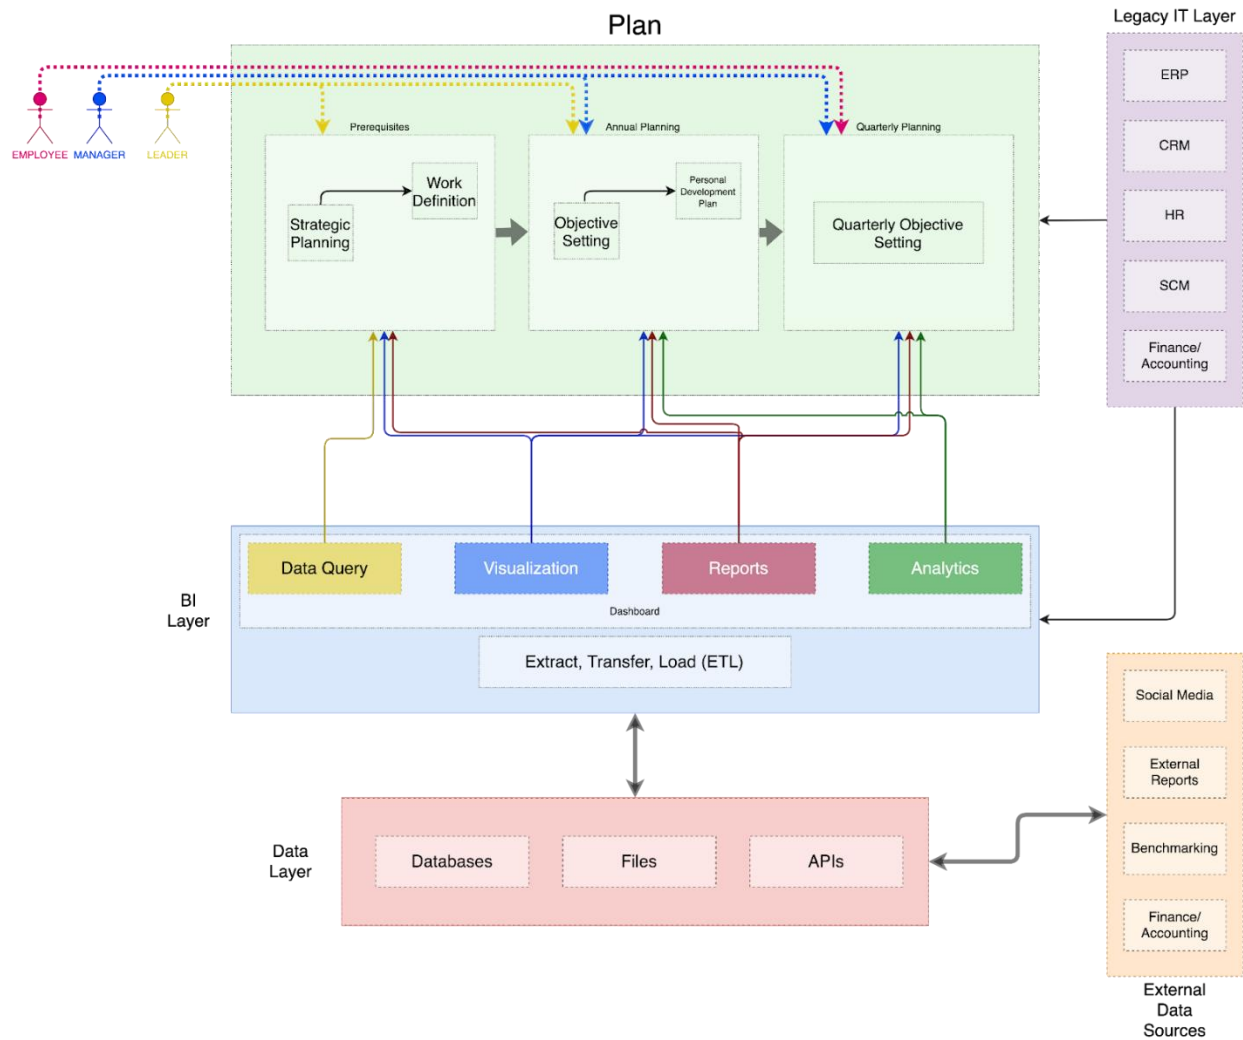 Plan
Legacy IT Layer
EMPLOYEE
MANAGER
LEADER
Prerequisites
Annual Planning
Quarterly Planning
Work
Definition
Strategic
Planning
Personal
Development
Plan
Objective
Setting
Quarterly Objective
Setting
ERP
CRM
HR
SCM
Finance/
Accounting
BI
Layer
Data Query
Visualization
Reports
Analytics
Dashboard
Extract, Transfer, Load (ETL)
Data
Layer
Databases
Files
APIs
Social Media
External
Reports
Benchmarking
Finance/
Accounting
External
Data
Sources